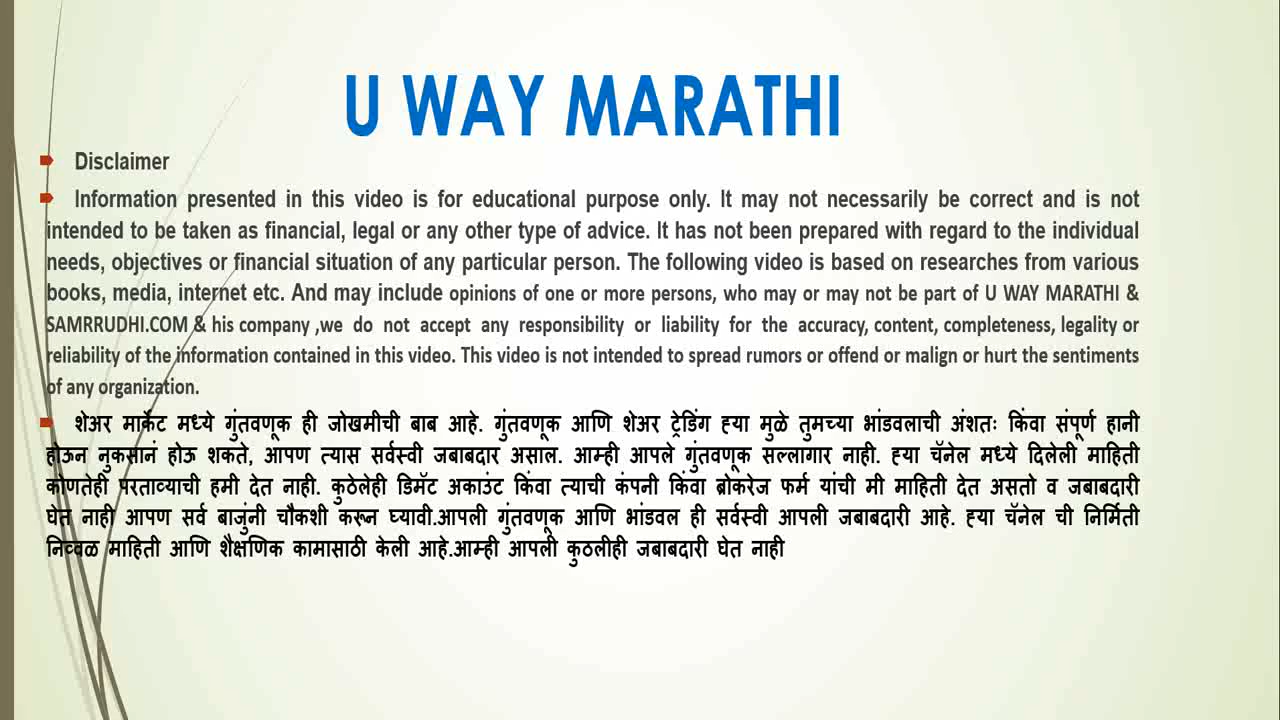 U WAY MARATHI
Disclaimer
Information presented in this video is for educational purpose only. It may not necessarily be correct and is not
intended to be taken as financial, legal or any other type of advice. It has not been prepared with regard to the individual
needs, objectives or financial situation of any particular person. The following video is based on researches from various
books, media, internet etc. And may include opinions of one or more persons, who may or may not be part of U WAY MARATHI &
SAMRRUDHI.COM & his company ,we do not accept any responsibility or liability for the accuracy, content, completeness, legality or
reliability of the information contained in this video. This video is not intended to spread rumors or offend or malign or hurt the sentiments
of any organization.
शेअर मार्केट मध्ये गुंतवणूक ही जोखमीची बाब आहे. गुंतवणूक आणि शेअर ट्रेडिंग ह्या मुळे तुमच्या भांडवलाची अंशतः किंवा संपूर्ण हानी
होऊन नुकसानं होऊ शकते, आपण त्यास सर्वस्वी जबाबदार असाल. आम्ही आपले गुंतवणूक सल्लागार नाही. ह्या चॅनेल मध्ये दिलेली माहिती
कोणतेही परताव्याची हमी देत नाही. कुठेलेही डिमॅट अकाउंट किंवा त्याची कंपनी किंवा ब्रोकरेज फर्म यांची मी माहिती देत असतो व जबाबदारी
घेत नाही आपण सर्व बाजुंनी चौकशी करून घ्यावी.आपली गुंतवणूक आणि भांडवल ही सर्वस्वी आपली जबाबदारी आहे. ह्या चॅनेल ची निर्मिती
निव्वळ माहिती आणि शैक्षणिक कामासाठी केली आहे.आम्ही आपली कुठलीही जबाबदारी घेत नाही